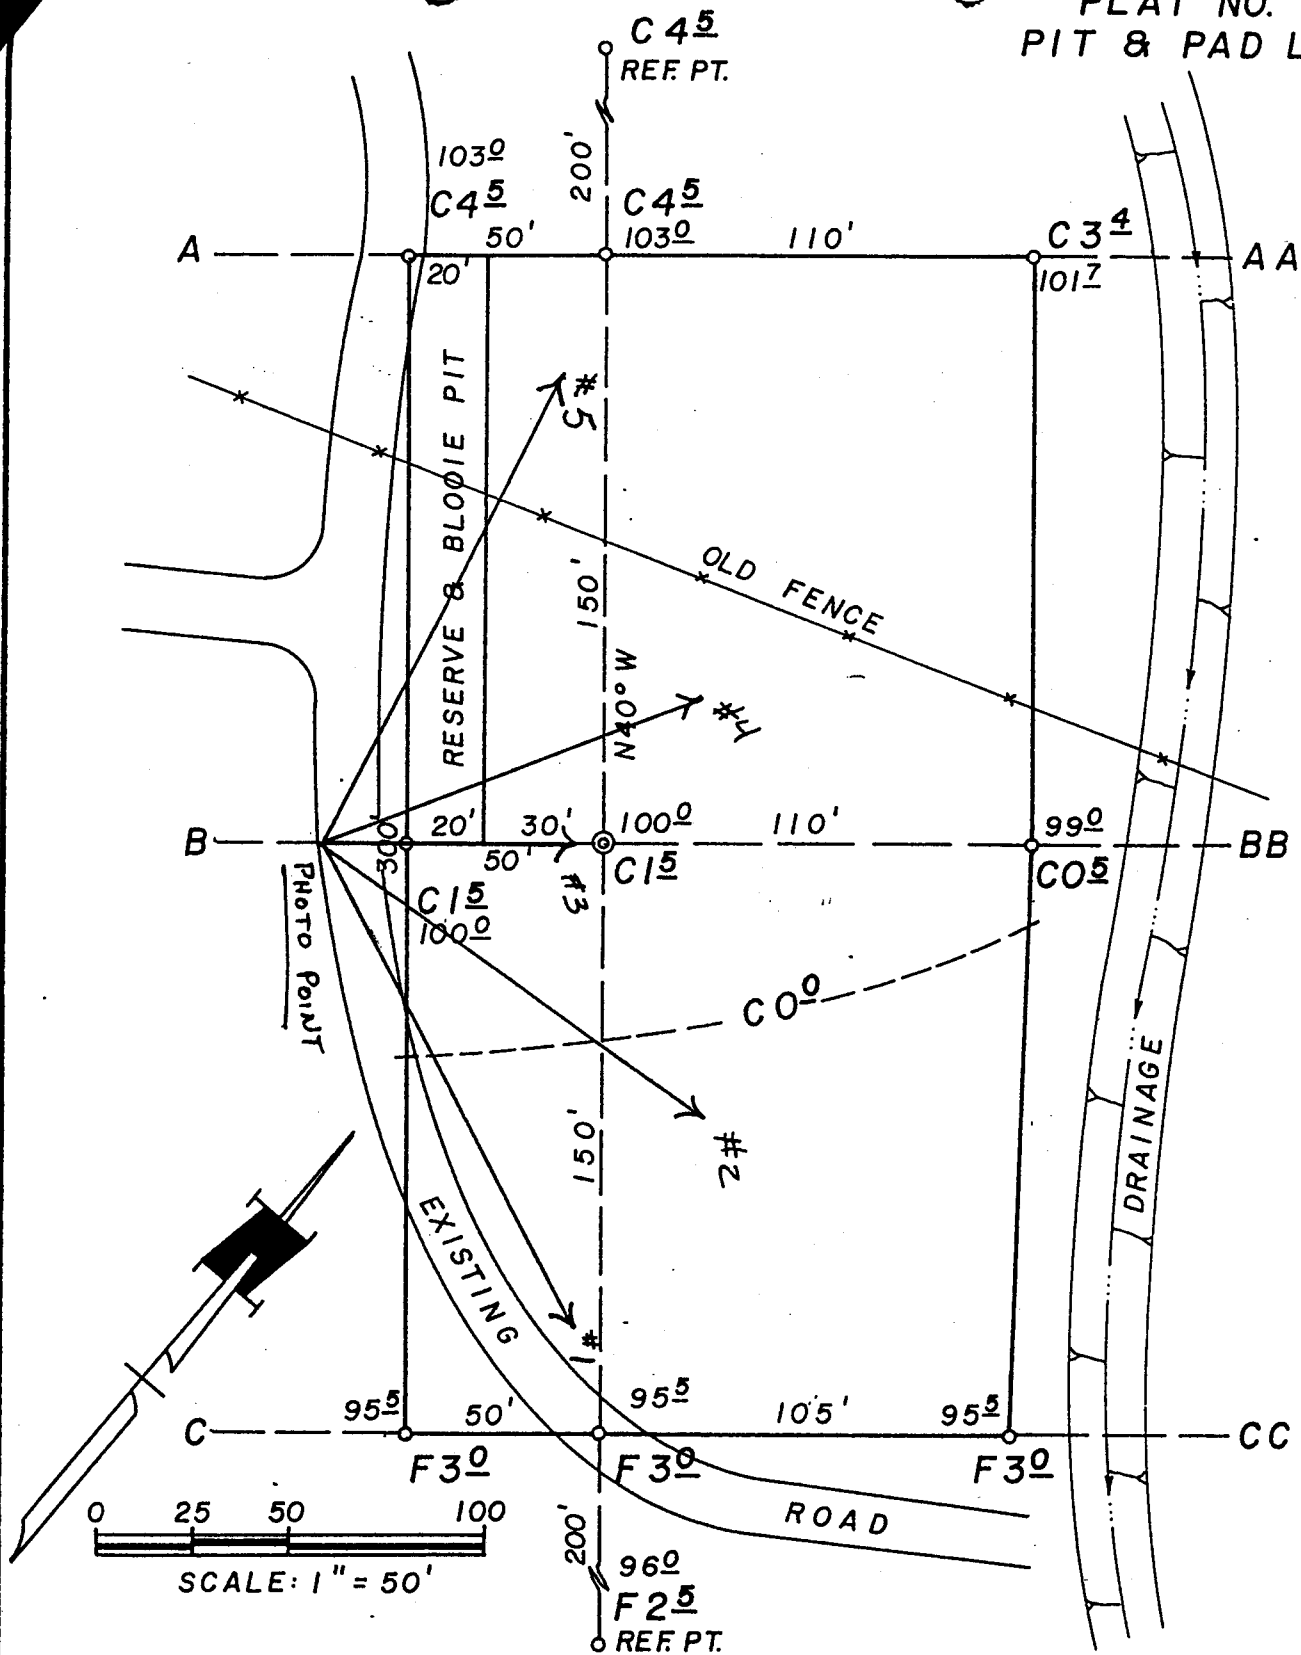 PLAT NO.
PIT & PAD L
C 4 5
REF. PT.
200'
103 0
C 4 5
C 4 5
103 0
50'
110'
C 3 4
101 7
A
AA
20'
RESERVE & BLOOIE PIT
#5
150'
OLD FENCE
N 40° W
#4
B
BB
300'
20'
30'
50'
100 0
C 1 5
110'
99 0
C 0 5
#3
C 1 5
100 0
PHOTO POINT
C 0 0
#2
150'
DRAINAGE
EXISTING
1#
95 5
50'
95 5
105'
95 5
C
CC
F 3 0
F 3 0
F 3 0
ROAD
0 25 50 100
SCALE: 1" = 50'
200'
96 0
F 2 5
REF. PT.